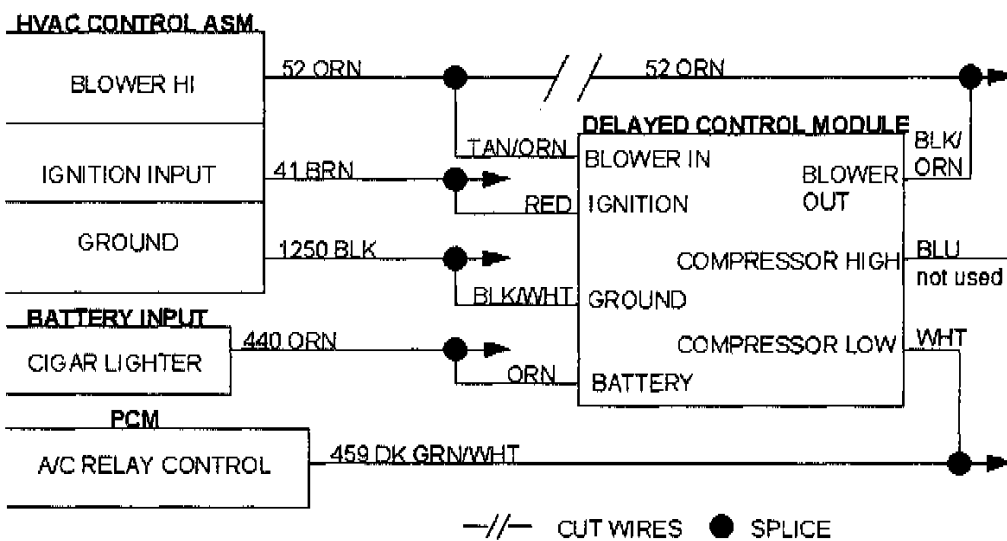 HVAC CONTROL ASM.
BLOWER HI
52 ORN
52 ORN
DELAYED CONTROL MODULE
TAN/ORN
BLOWER IN
BLK/
ORN
IGNITION INPUT
41 BRN
BLOWER
OUT
RED
IGNITION
GROUND
1250 BLK
COMPRESSOR HIGH
BLU
not used
BLK/WHT
GROUND
BATTERY INPUT
CIGAR LIGHTER
440 ORN
COMPRESSOR LOW
WHT
ORN
BATTERY
PCM
A/C RELAY CONTROL
459 DK GRN/WHT
CUT WIRES
SPLICE